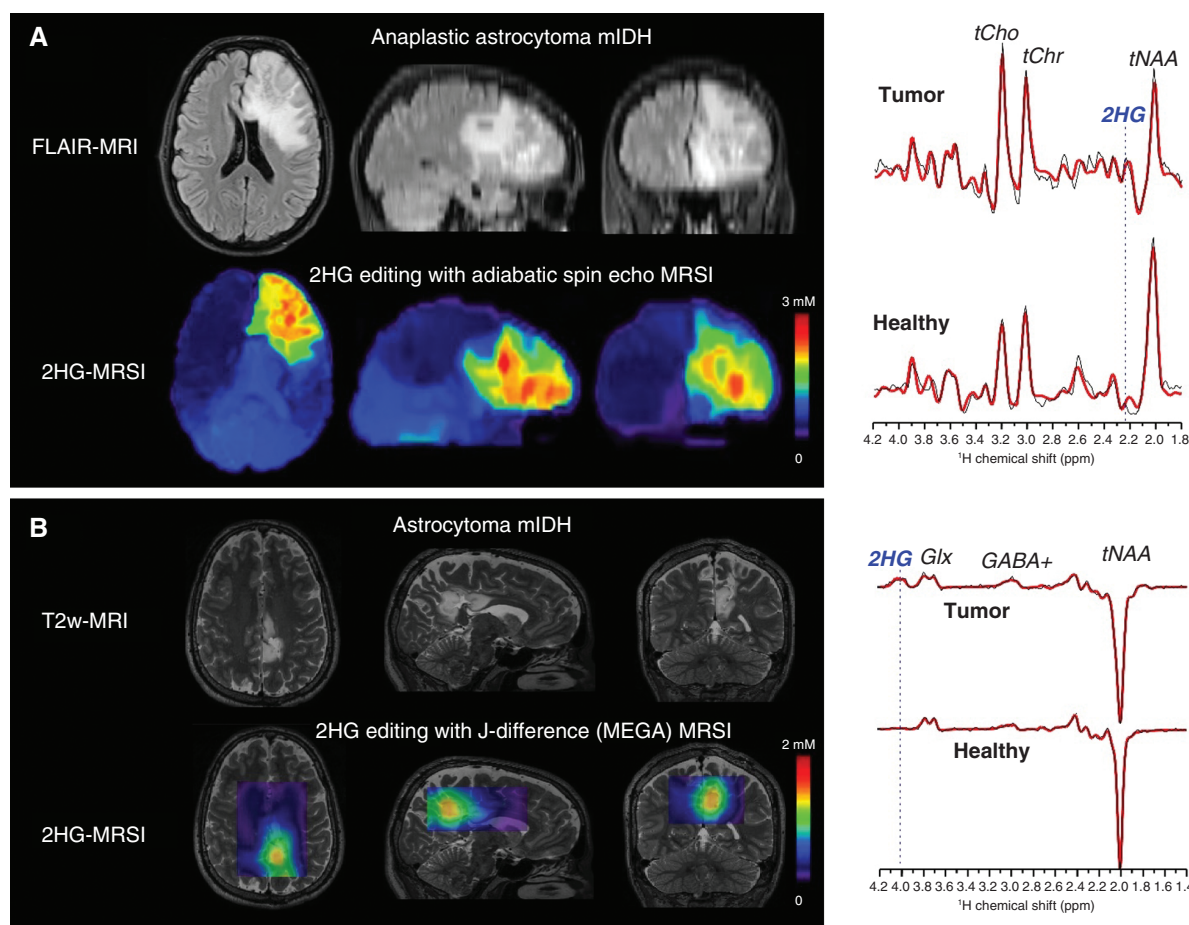 A
Anaplastic astrocytoma mIDH
FLAIR-MRI
2HG editing with adiabatic spin echo MRSI
2HG-MRSI
3 mM
0
tCho
tChr
tNAA
Tumor
2HG
Healthy
4.2 4.0 3.8 3.6 3.4 3.2 3.0 2.8 2.6 2.4 2.2 2.0 1.8
¹H chemical shift (ppm)
B
Astrocytoma mIDH
T2w-MRI
2HG editing with J-difference (MEGA) MRSI
2HG-MRSI
2 mM
0
2HG Glx GABA+ tNAA
Tumor
Healthy
4.2 4.0 3.8 3.6 3.4 3.2 3.0 2.8 2.6 2.4 2.2 2.0 1.8 1.6 1.4
¹H chemical shift (ppm)